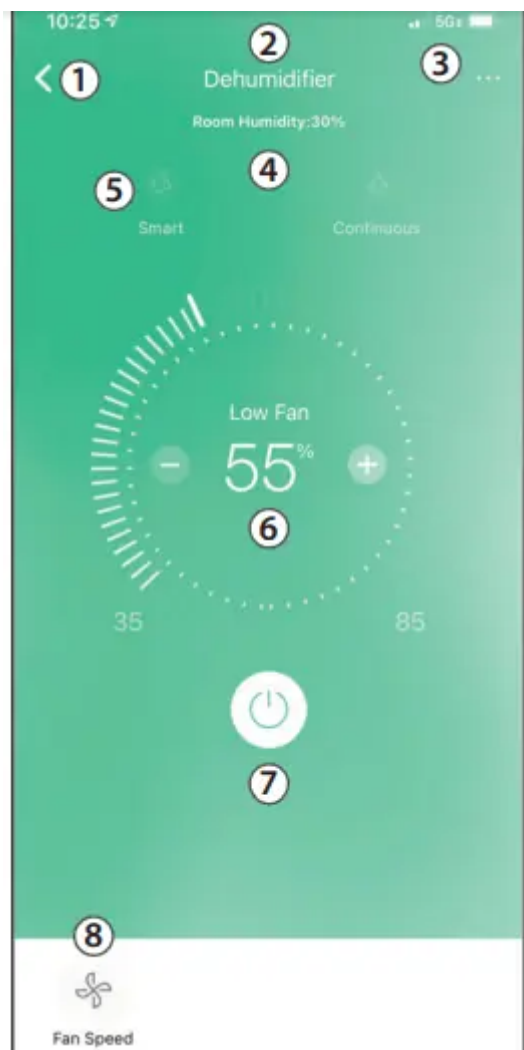 10:25
5GE
②
③
①
Dehumidifier
...
Room Humidity:30%
④
⑤
Smart
Continuous
Low Fan
− 55% +
⑥
35
85
⑦
⑧
Fan Speed